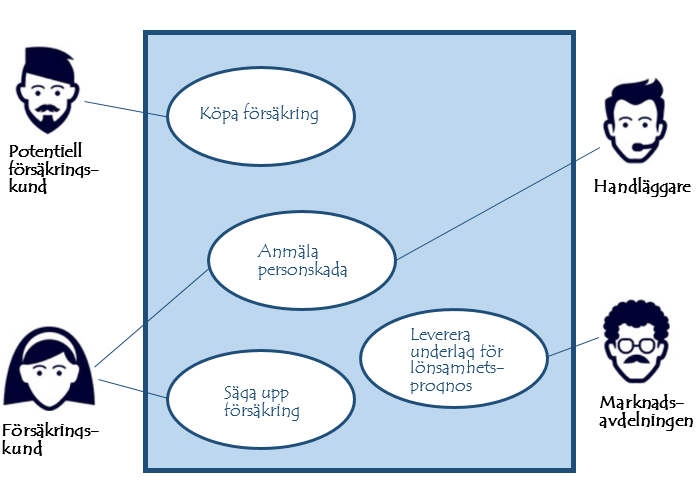 Köpa försäkring
Potentiell
försäkrings-
kund
Handläggare
Anmäla
personskada
Leverera
underlag för
lönsamhets-
prognos
Säga upp
försäkring
Försäkrings-
kund
Marknads-
avdelningen